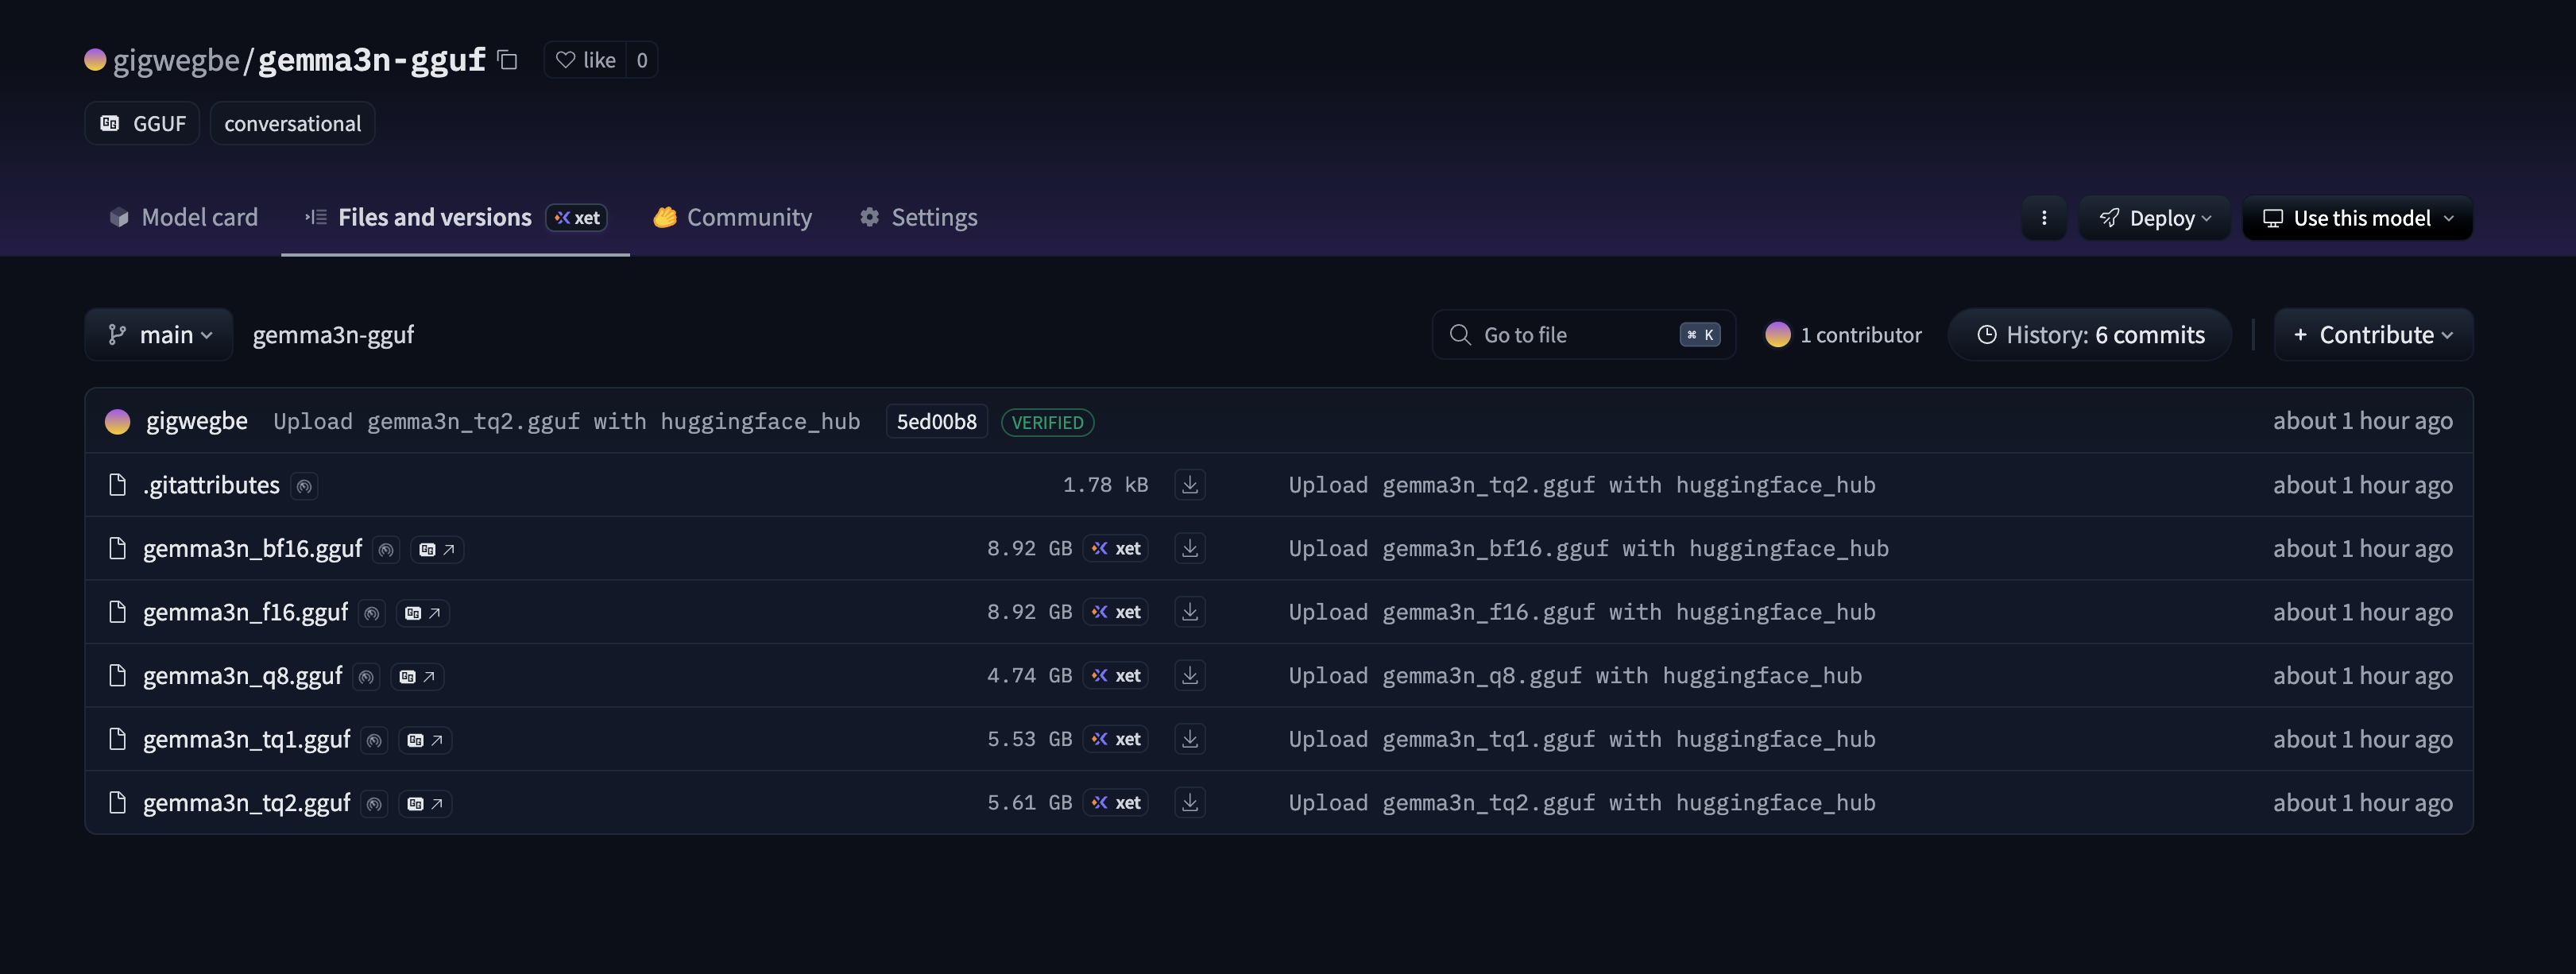 gigwegbe/gemma3n-gguf like 0
GGUF conversational
Model card Files and versions xet Community Settings Deploy Use this model
main gemma3n-gguf Go to file ⌘ K 1 contributor History: 6 commits + Contribute
gigwegbe Upload gemma3n_tq2.gguf with huggingface_hub 5ed00b8 VERIFIED about 1 hour ago
.gitattributes 1.78 kB Upload gemma3n_tq2.gguf with huggingface_hub about 1 hour ago
gemma3n_bf16.gguf 8.92 GB xet Upload gemma3n_bf16.gguf with huggingface_hub about 1 hour ago
gemma3n_f16.gguf 8.92 GB xet Upload gemma3n_f16.gguf with huggingface_hub about 1 hour ago
gemma3n_q8.gguf 4.74 GB xet Upload gemma3n_q8.gguf with huggingface_hub about 1 hour ago
gemma3n_tq1.gguf 5.53 GB xet Upload gemma3n_tq1.gguf with huggingface_hub about 1 hour ago
gemma3n_tq2.gguf 5.61 GB xet Upload gemma3n_tq2.gguf with huggingface_hub about 1 hour ago